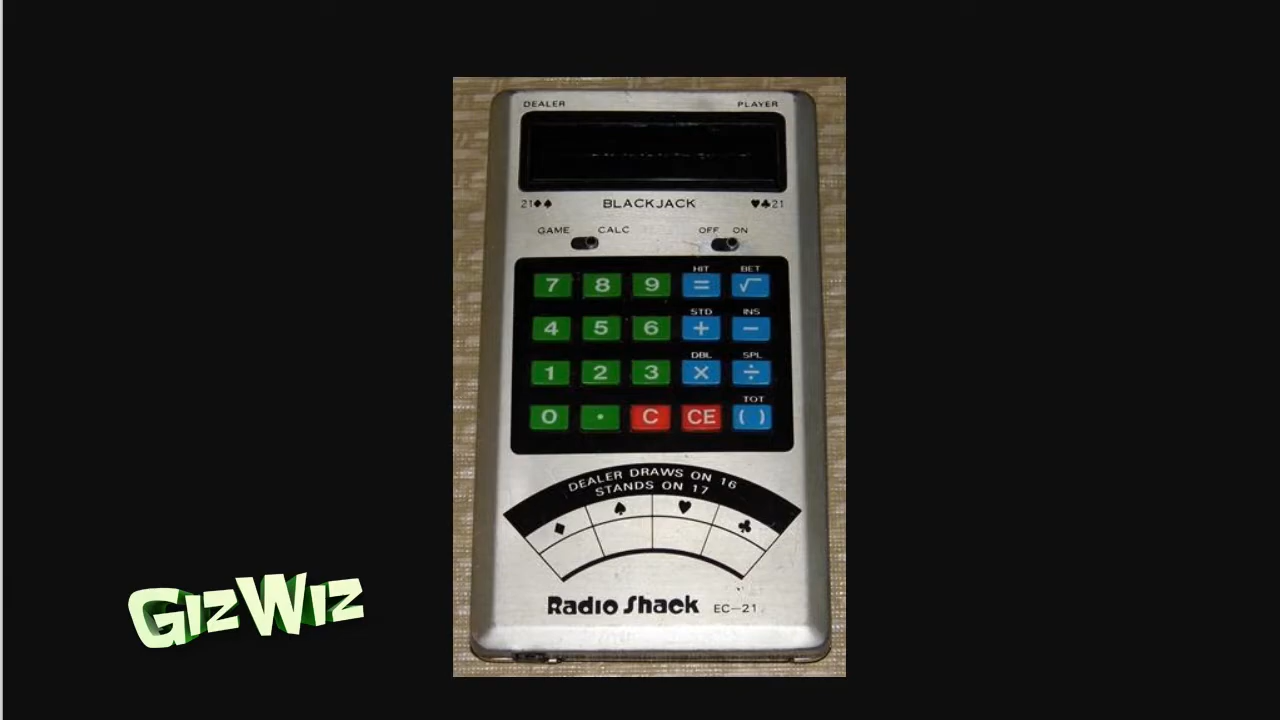 DEALER PLAYER
21♦♠ BLACKJACK ♥♣21
GAME CALC OFF ON
HIT BET
7 8 9 = √
STD INS
4 5 6 + −
DBL SPL
1 2 3 × ÷
TOT
0 · C CE ( )
DEALER DRAWS ON 16
STANDS ON 17
Radio Shack EC-21
GIZWIZ